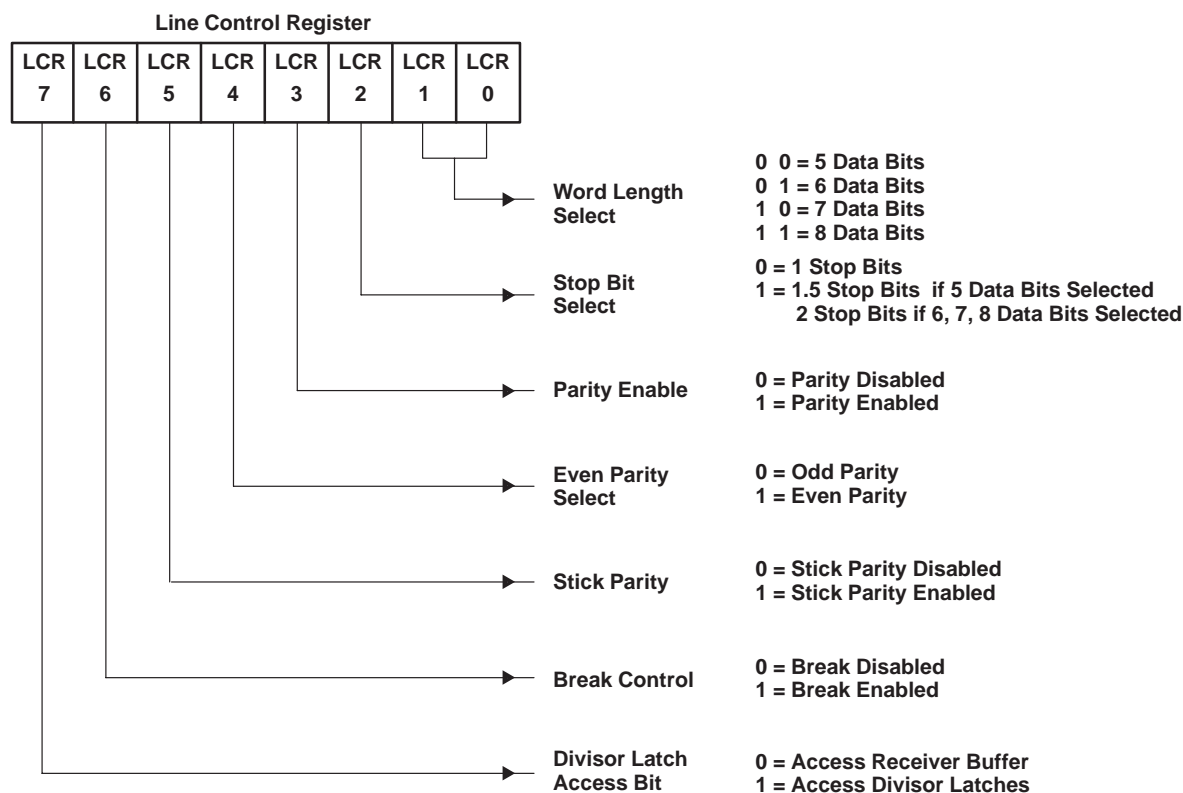 Line Control Register
LCR LCR LCR LCR LCR LCR LCR LCR
7 6 5 4 3 2 1 0
Word Length
Select
0 0 = 5 Data Bits
0 1 = 6 Data Bits
1 0 = 7 Data Bits
1 1 = 8 Data Bits
Stop Bit
Select
0 = 1 Stop Bits
1 = 1.5 Stop Bits if 5 Data Bits Selected
2 Stop Bits if 6, 7, 8 Data Bits Selected
Parity Enable
0 = Parity Disabled
1 = Parity Enabled
Even Parity
Select
0 = Odd Parity
1 = Even Parity
Stick Parity
0 = Stick Parity Disabled
1 = Stick Parity Enabled
Break Control
0 = Break Disabled
1 = Break Enabled
Divisor Latch
Access Bit
0 = Access Receiver Buffer
1 = Access Divisor Latches